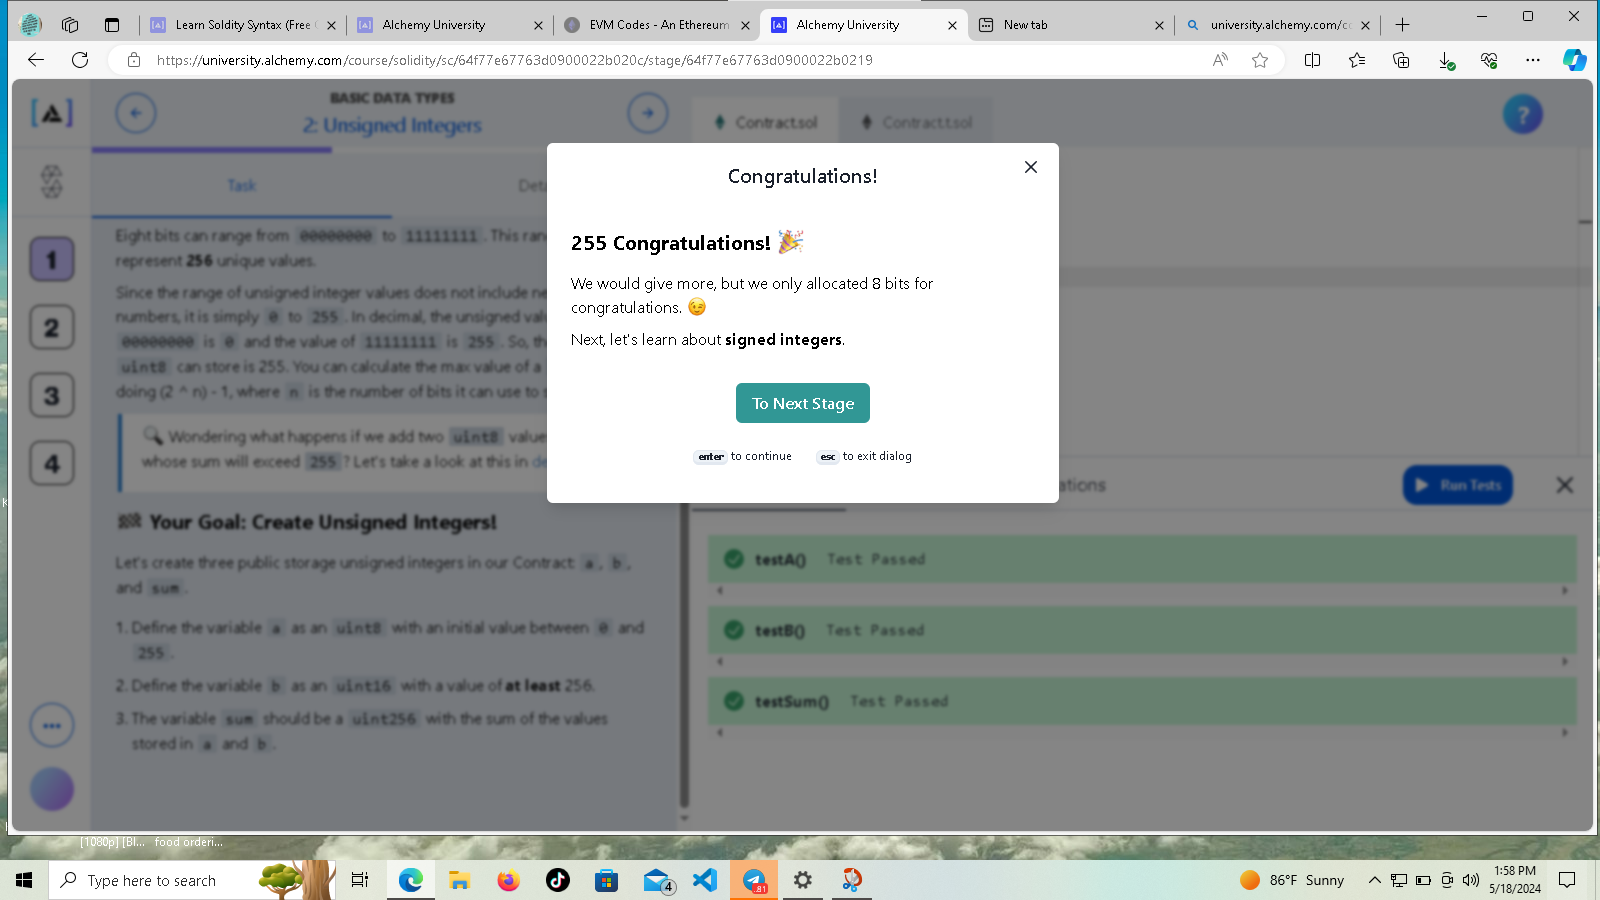 Learn Soldity Syntax (Free
Alchemy University
EVM Codes - An Ethereum
Alchemy University
New tab
university.alchemy.com/co
https://university.alchemy.com/course/solidity/sc/64f77e67763d0900022b020c/stage/64f77e67763d0900022b0219
BASIC DATA TYPES
2: Unsigned Integers
Contract.sol
Contract.t.sol
?
Task
Deta
1
2
3
4
Eight bits can range from 00000000 to 11111111. This ran
represent 256 unique values.
Since the range of unsigned integer values does not include ne
numbers, it is simply 0 to 255. In decimal, the unsigned valu
00000000 is 0 and the value of 11111111 is 255. So, th
uint8 can store is 255. You can calculate the max value of a
doing (2 ^ n) - 1, where n is the number of bits it can use to s
🔍 Wondering what happens if we add two uint8 value
whose sum will exceed 255? Let's take a look at this in de
🏁 Your Goal: Create Unsigned Integers!
Let's create three public storage unsigned integers in our Contract: a, b,
and sum.
1. Define the variable a as an uint8 with an initial value between 0 and
255.
2. Define the variable b as an uint16 with a value of at least 256.
3. The variable sum should be a uint256 with the sum of the values
stored in a and b.
Congratulations!
255 Congratulations! 🎉
We would give more, but we only allocated 8 bits for
congratulations. 😉
Next, let's learn about signed integers.
To Next Stage
enter to continue
esc to exit dialog
ations
Run Tests
testA() Test Passed
testB() Test Passed
testSum() Test Passed
[1080p] [Bl...
food orderi...
Type here to search
4
81
86°F Sunny
1:58 PM
5/18/2024